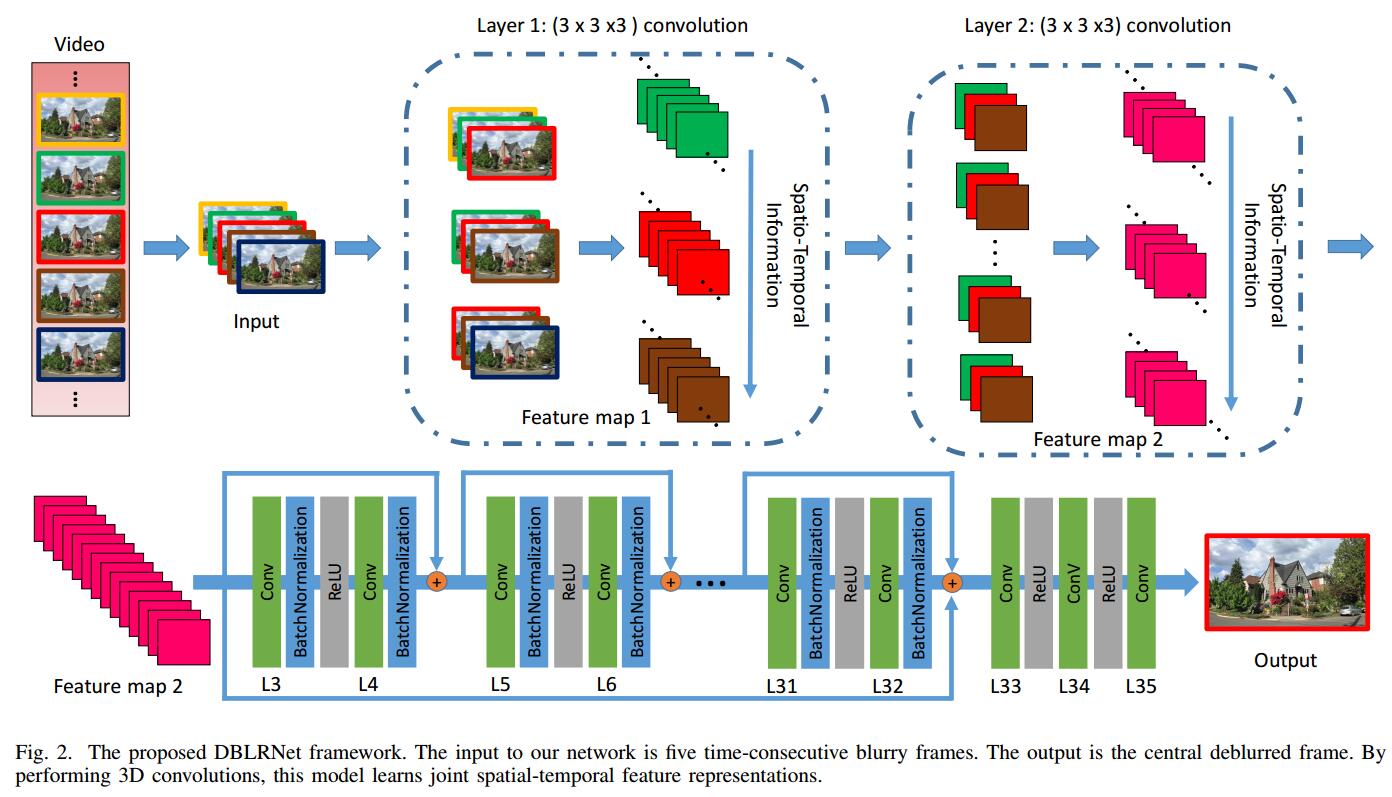 Video
Layer 1: (3 x 3 x3 ) convolution
Layer 2: (3 x 3 x3) convolution
Input
Spatio-Temporal
Information
Feature map 1
Spatio-Temporal
Information
Feature map 2
Feature map 2
Conv
BatchNormalization
ReLU
Conv
BatchNormalization
+
Conv
BatchNormalization
ReLU
Conv
BatchNormalization
+
Conv
BatchNormalization
ReLU
Conv
BatchNormalization
+
Conv
ReLU
ConV
ReLU
Conv
L3
L4
L5
L6
L31
L32
L33
L34
L35
Output
Fig. 2. The proposed DBLRNet framework. The input to our network is five time-consecutive blurry frames. The output is the central deblurred frame. By
performing 3D convolutions, this model learns joint spatial-temporal feature representations.